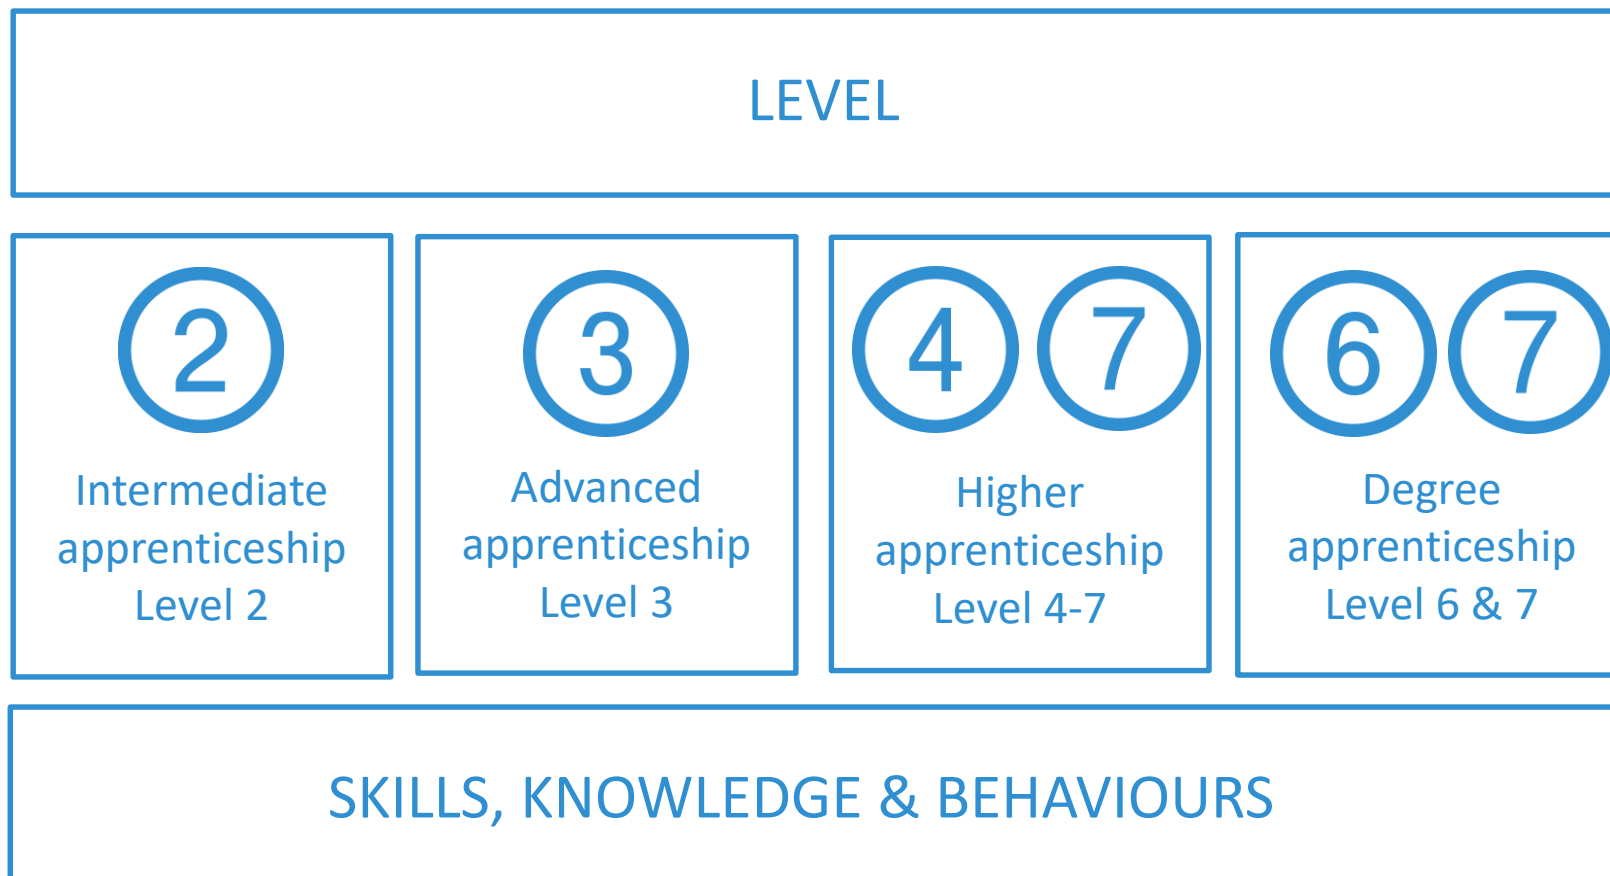 LEVEL
2
Intermediate
apprenticeship
Level 2
3
Advanced
apprenticeship
Level 3
4 7
Higher
apprenticeship
Level 4-7
6 7
Degree
apprenticeship
Level 6 & 7
SKILLS, KNOWLEDGE & BEHAVIOURS